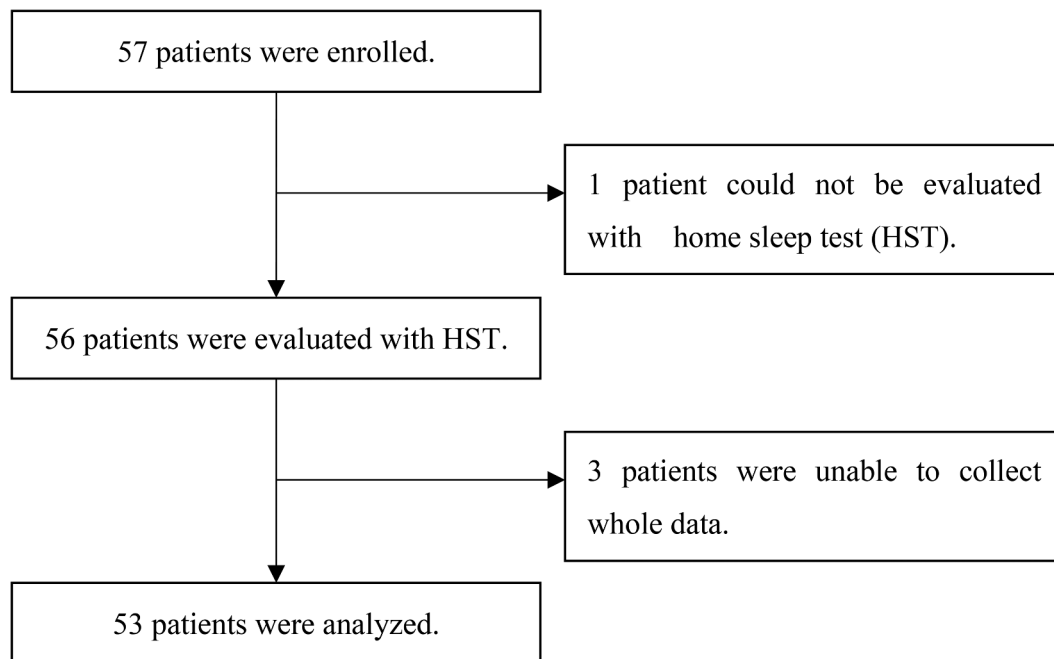 57 patients were enrolled.
1 patient could not be evaluated
with home sleep test (HST).
56 patients were evaluated with HST.
3 patients were unable to collect
whole data.
53 patients were analyzed.